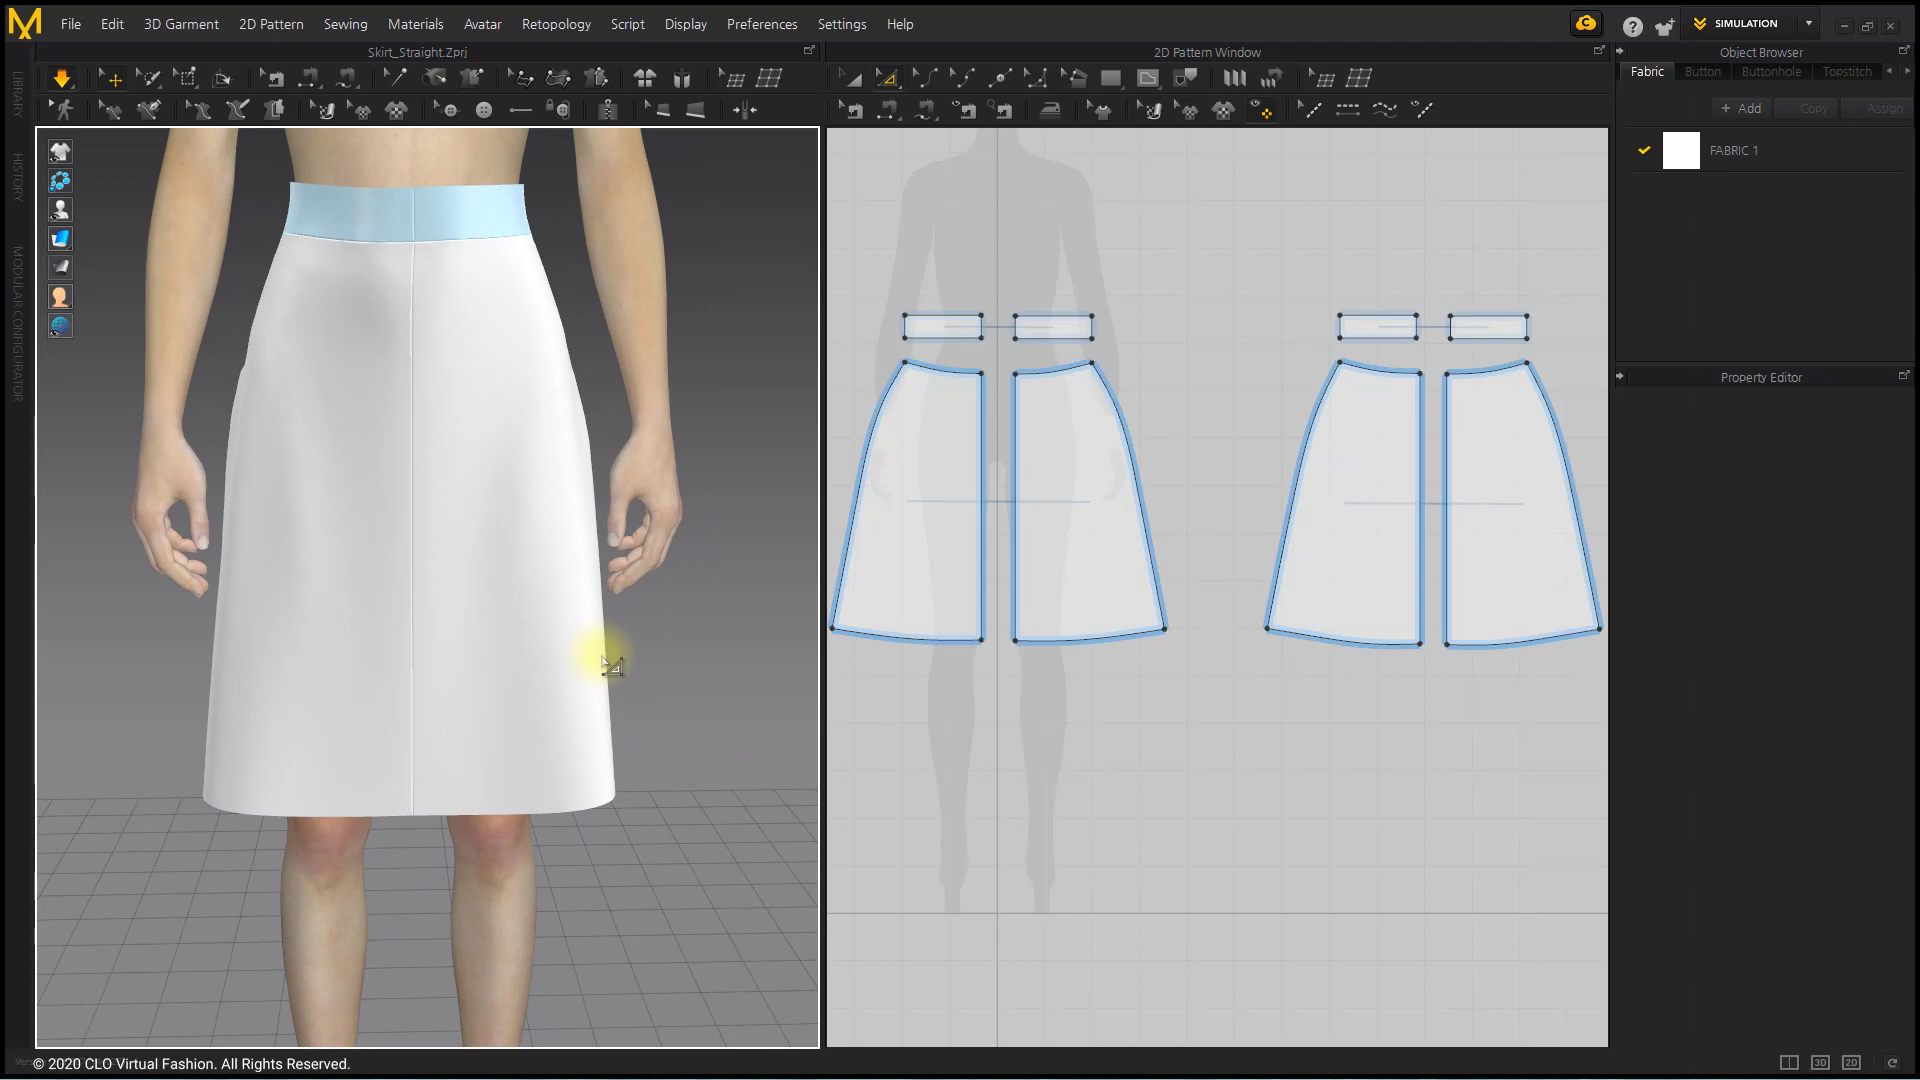 File Edit 3D Garment 2D Pattern Sewing Materials Avatar Retopology Script Display Preferences Settings Help
SIMULATION
Skirt_Straight.Zprj
2D Pattern Window
Object Browser
Fabric Button Buttonhole Topstitch
+ Add Copy Assign
FABRIC 1
Property Editor
LIBRARY
HISTORY
MODULAR CONFIGURATOR
© 2020 CLO Virtual Fashion. All Rights Reserved.
3D 2D